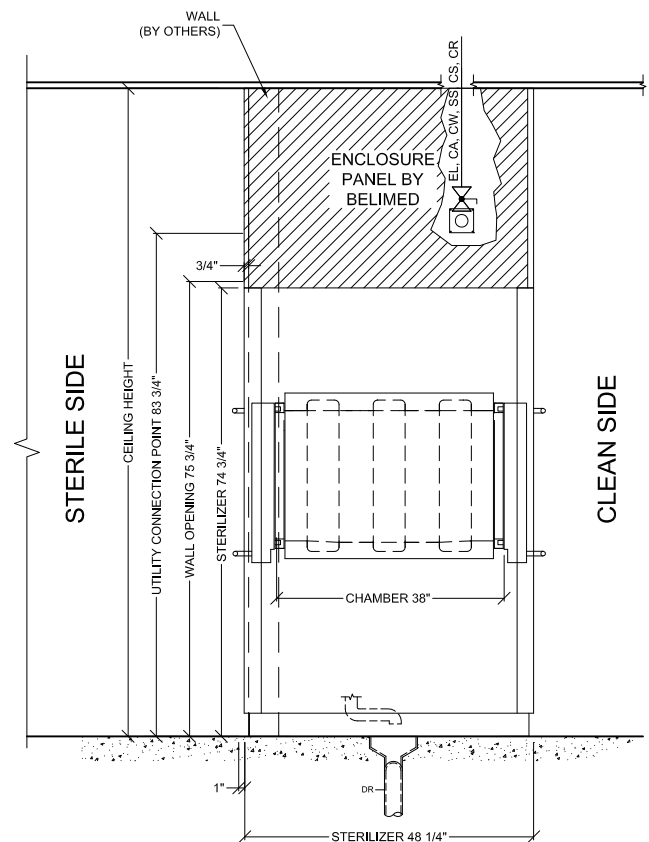 WALL
(BY OTHERS)
EL, CA, CW, SS, CS, CR
ENCLOSURE
PANEL BY
BELIMED
3/4"
STERILE SIDE
CEILING HEIGHT
UTILITY CONNECTION POINT 83 3/4"
WALL OPENING 75 3/4"
STERILIZER 74 3/4"
CLEAN SIDE
CHAMBER 38"
1"
DR
STERILIZER 48 1/4"